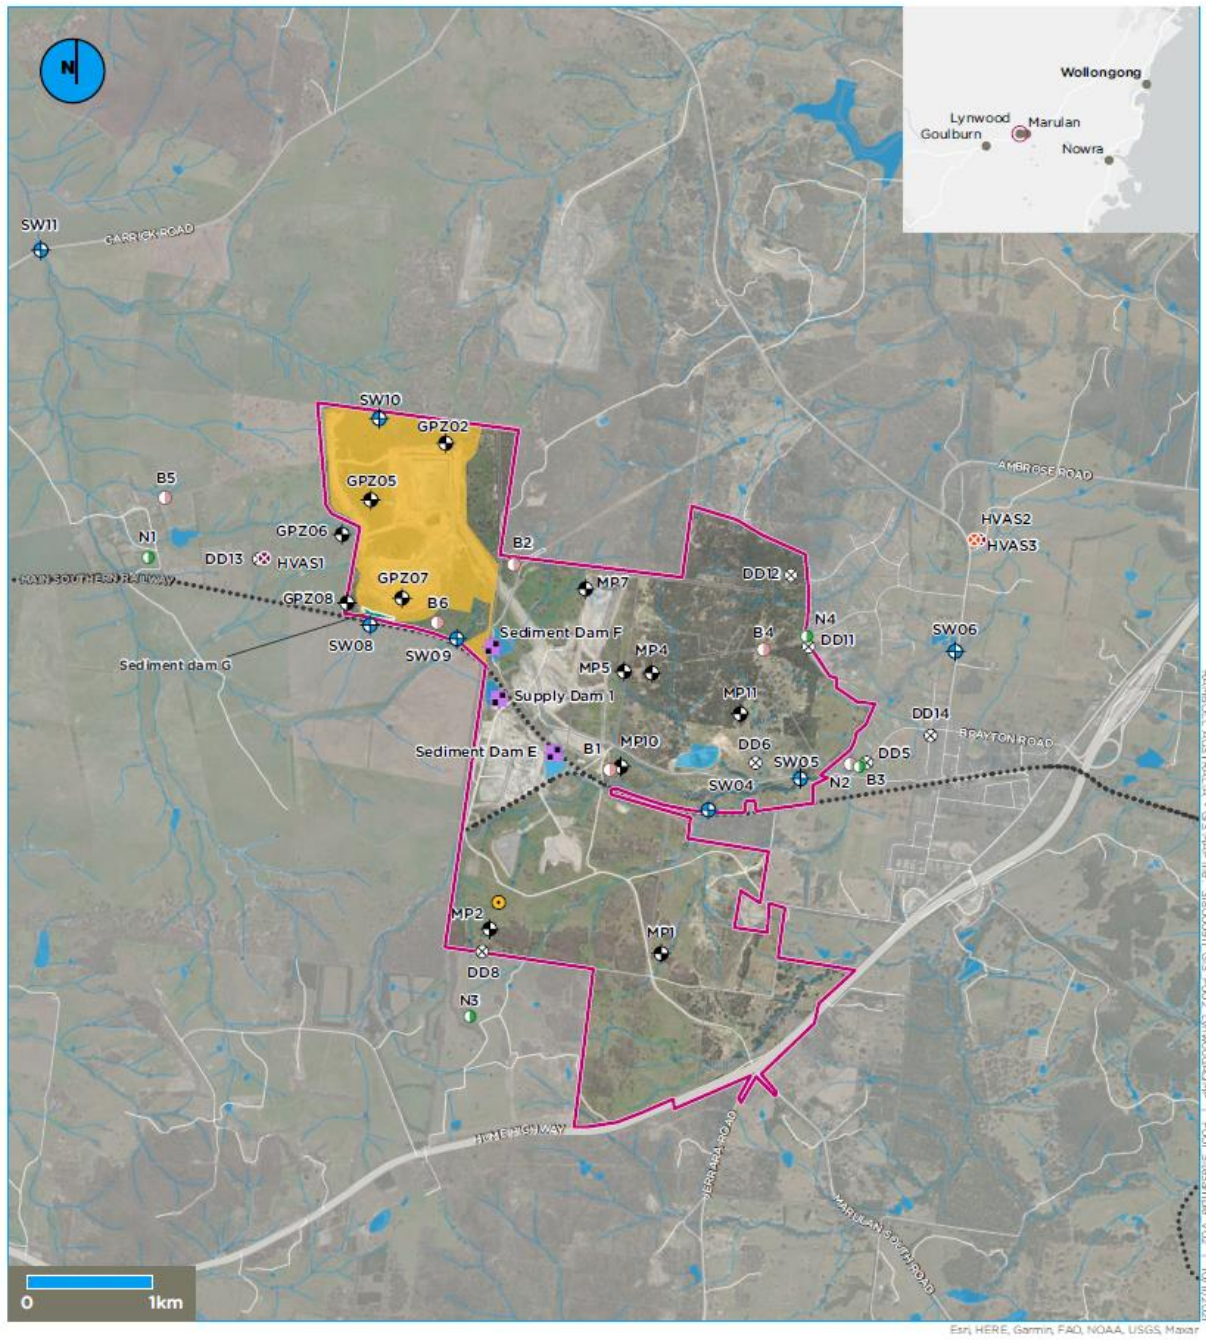 N
Wollongong
Lynwood
Marulan
Goulburn
Nowra
SW11
CARRICK ROAD
SW10
GPZ02
AMBROSE ROAD
B5
GPZ05
HVAS2
GPZ06
N1
B2
HVAS3
DD13
HVAS1
MAIN SOUTHERN RAILWAY
GPZ07
MP7
DD12
GPZ08
B6
N4
SW08
SW09
Sediment Dam F
B4
DD11
SW06
Sediment dam G
MP5
MP4
Supply Dam 1
MP11
DD14
BRAYTON ROAD
Sediment Dam E
B1
MP10
DD6
SW05
DD5
N2
B3
SW04
MP2
MP1
DD8
N3
HUME HIGHWAY
JERRARA ROAD
MARULAN SOUTH ROAD
0
1km
Esri, HERE, Garmin, FAO, NOAA, USGS, Maxar